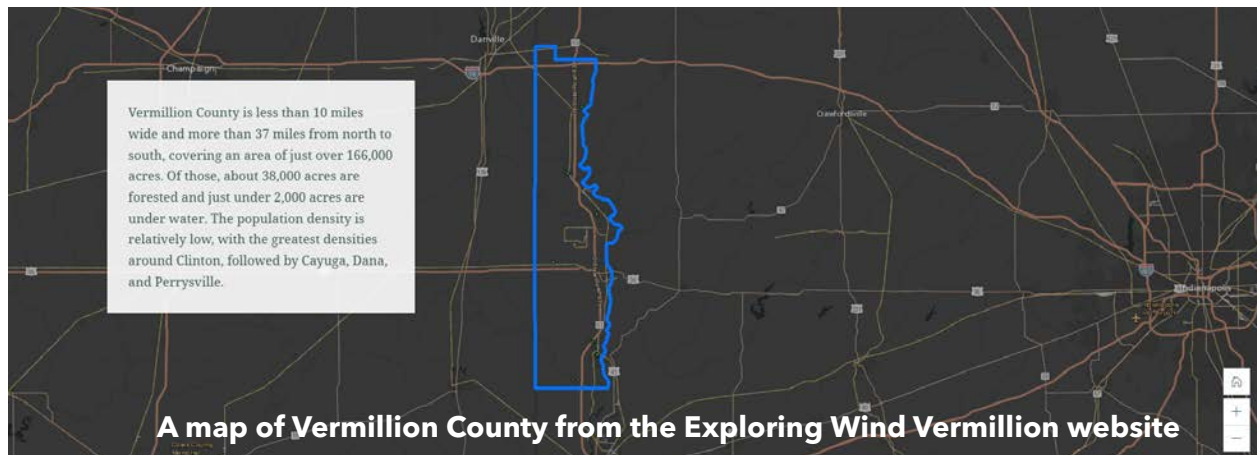 Danville
Champaign
Vermillion County is less than 10 miles
wide and more than 37 miles from north to
south, covering an area of just over 166,000
acres. Of those, about 38,000 acres are
forested and just under 2,000 acres are
under water. The population density is
relatively low, with the greatest densities
around Clinton, followed by Cayuga, Dana,
and Perrysville.
Crawfordsville
Indianapolis
A map of Vermillion County from the Exploring Wind Vermillion website